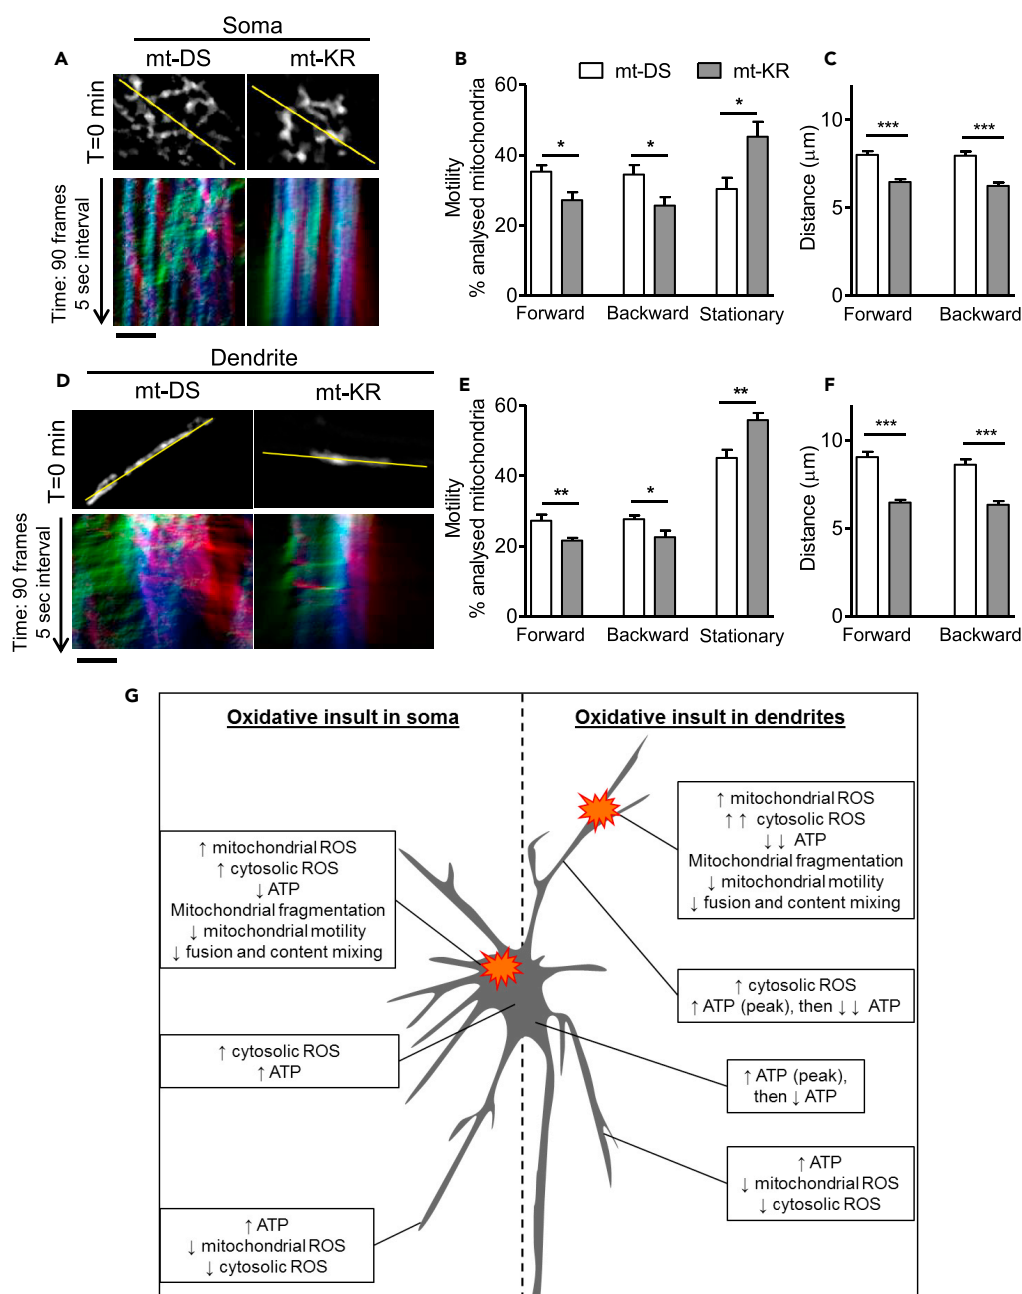 Soma
A
mt-DS
mt-KR
T=0 min
Time: 90 frames
5 sec interval
B
mt-DS
mt-KR
Motility
% analysed mitochondria
60
40
20
0
*
*
*
Forward
Backward
Stationary
C
Distance (µm)
10
5
0
***
***
Forward
Backward
Dendrite
D
mt-DS
mt-KR
T=0 min
Time: 90 frames
5 sec interval
E
Motility
% analysed mitochondria
60
40
20
0
**
*
**
Forward
Backward
Stationary
F
Distance (µm)
10
5
0
***
***
Forward
Backward
G
Oxidative insult in soma
↑ mitochondrial ROS
↑ cytosolic ROS
↓ ATP
Mitochondrial fragmentation
↓ mitochondrial motility
↓ fusion and content mixing
↑ cytosolic ROS
↑ ATP
↑ ATP
↓ mitochondrial ROS
↓ cytosolic ROS
Oxidative insult in dendrites
↑ mitochondrial ROS
↑ ↑ cytosolic ROS
↓ ↓ ATP
Mitochondrial fragmentation
↓ mitochondrial motility
↓ fusion and content mixing
↑ cytosolic ROS
↑ ATP (peak), then ↓ ↓ ATP
↑ ATP (peak),
then ↓ ATP
↑ ATP
↓ mitochondrial ROS
↓ cytosolic ROS